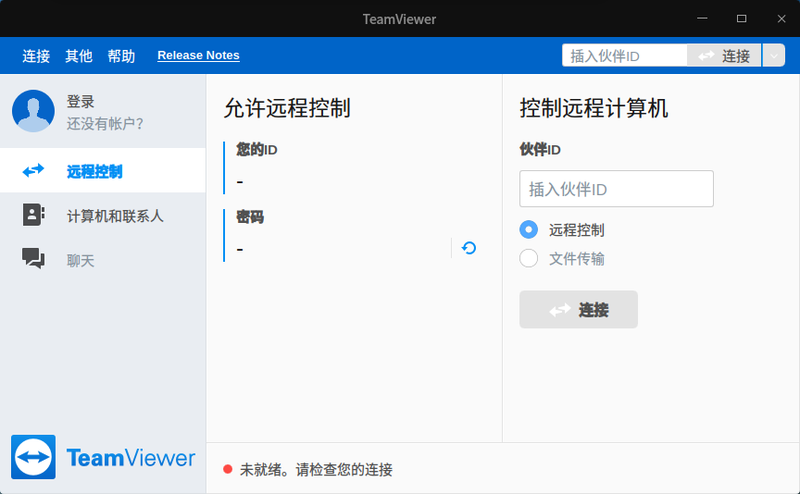 TeamViewer
连接 其他 帮助 Release Notes 插入伙伴ID 连接
登录
还没有帐户?
远程控制
计算机和联系人
聊天
TeamViewer
允许远程控制
您的ID
-
密码
-
控制远程计算机
伙伴ID
插入伙伴ID
远程控制
文件传输
连接
未就绪。请检查您的连接